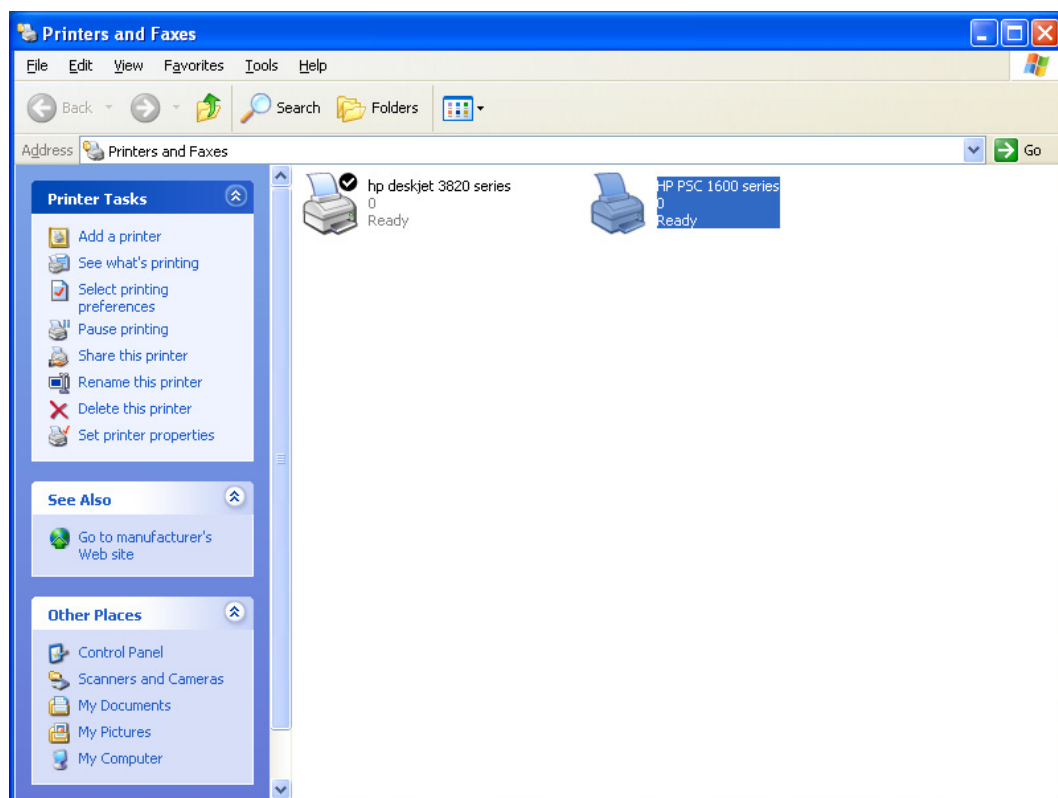 Printers and Faxes
File Edit View Favorites Tools Help
Back Search Folders
Address Printers and Faxes Go
Printer Tasks
Add a printer
See what's printing
Select printing
preferences
Pause printing
Share this printer
Rename this printer
Delete this printer
Set printer properties
See Also
Go to manufacturer's
Web site
Other Places
Control Panel
Scanners and Cameras
My Documents
My Pictures
My Computer
hp deskjet 3820 series
0
Ready
HP PSC 1600 series
0
Ready